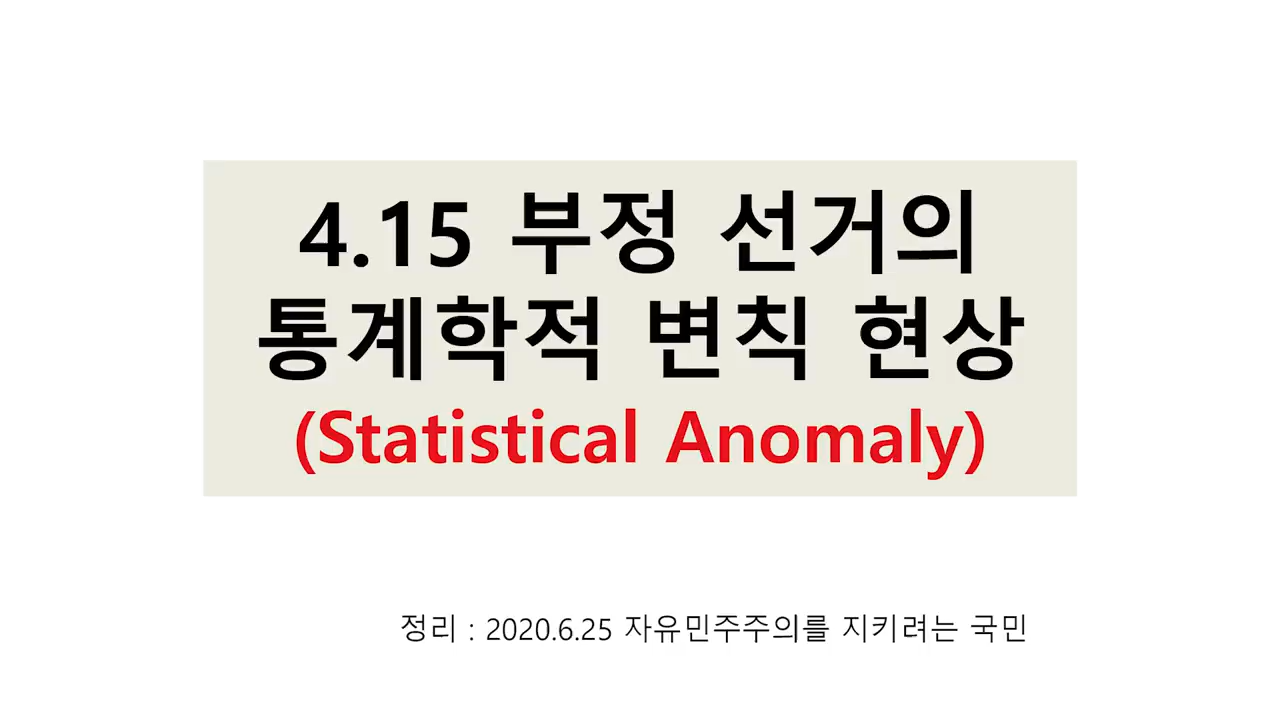 4.15 부정 선거의
통계학적 변칙 현상
(Statistical Anomaly)
정리 : 2020.6.25 자유민주주의를 지키려는 국민